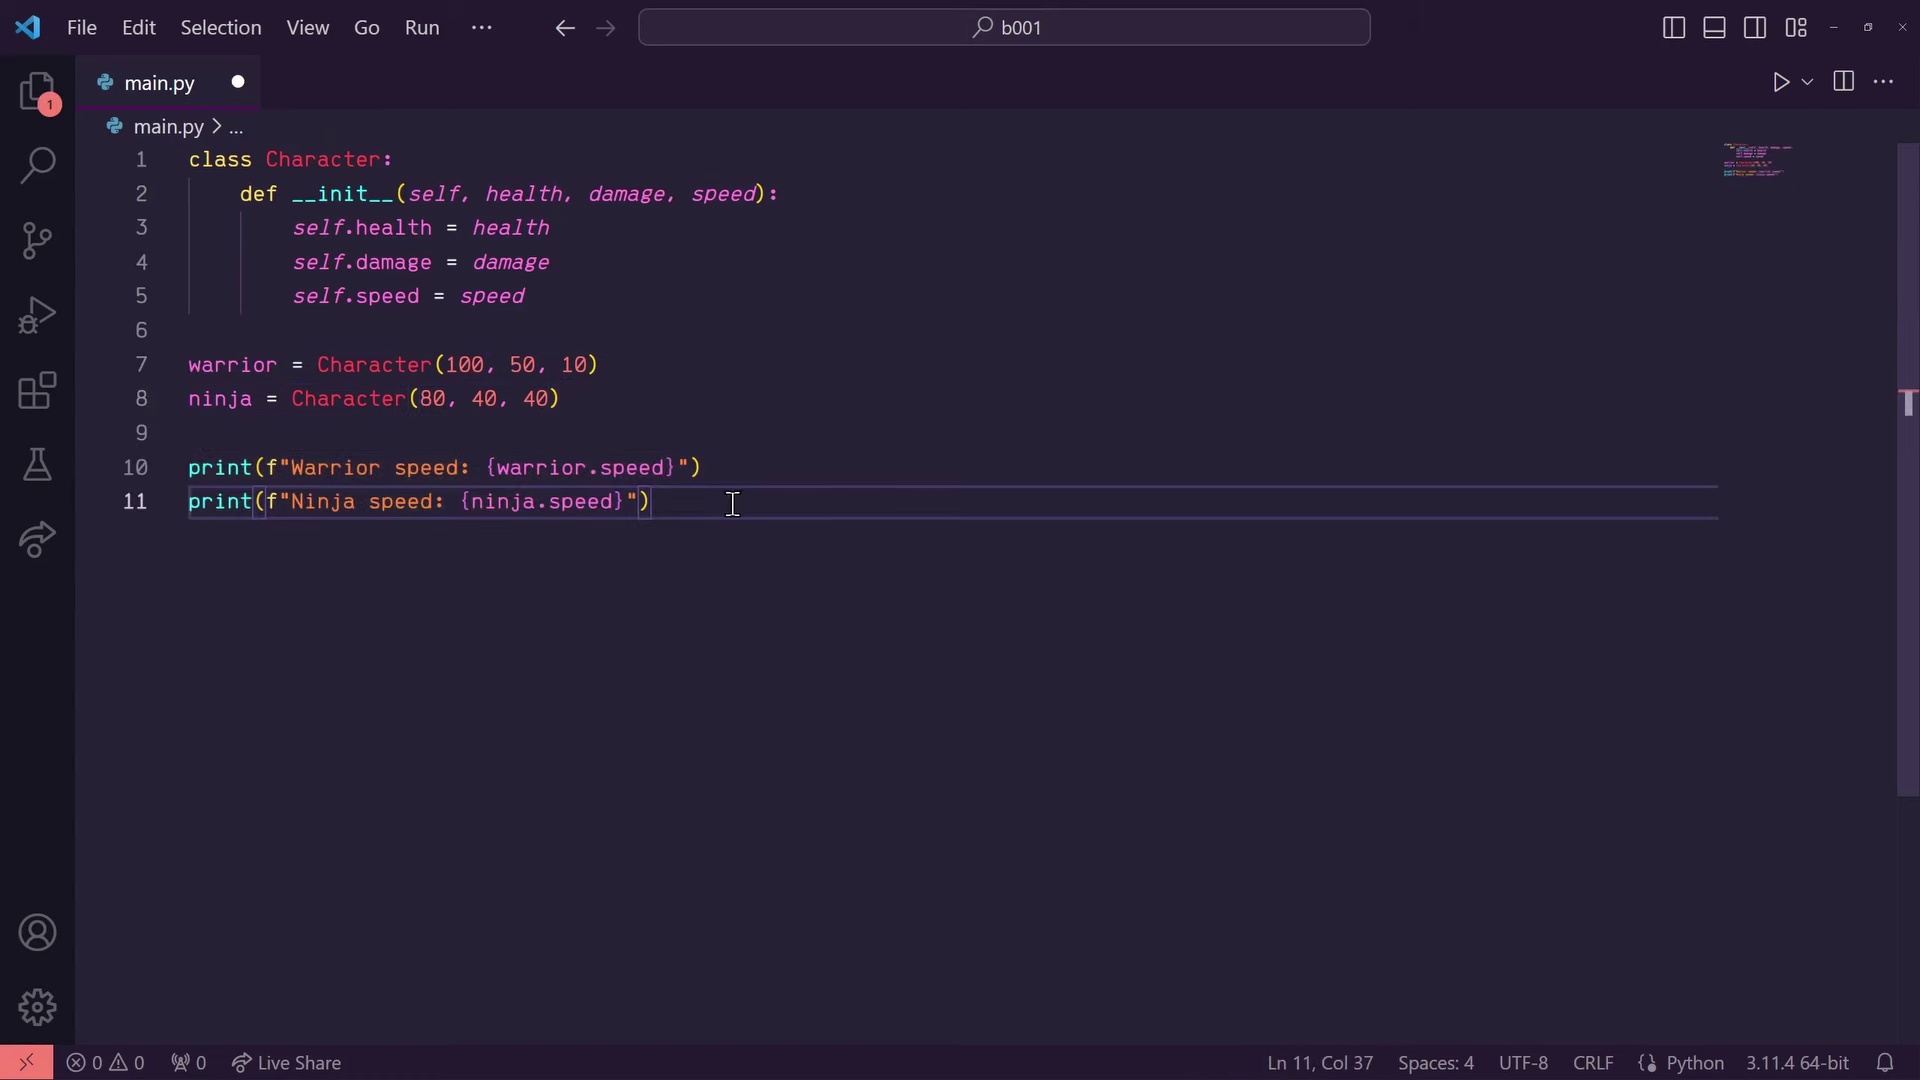 File Edit Selection View Go Run ...
b001
main.py
main.py > ...
1 class Character:
2     def __init__(self, health, damage, speed):
3         self.health = health
4         self.damage = damage
5         self.speed = speed
6
7 warrior = Character(100, 50, 10)
8 ninja = Character(80, 40, 40)
9
10 print(f"Warrior speed: {warrior.speed}")
11 print(f"Ninja speed: {ninja.speed}")
1
0 0 0 Live Share Ln 11, Col 37 Spaces: 4 UTF-8 CRLF {} Python 3.11.4 64-bit